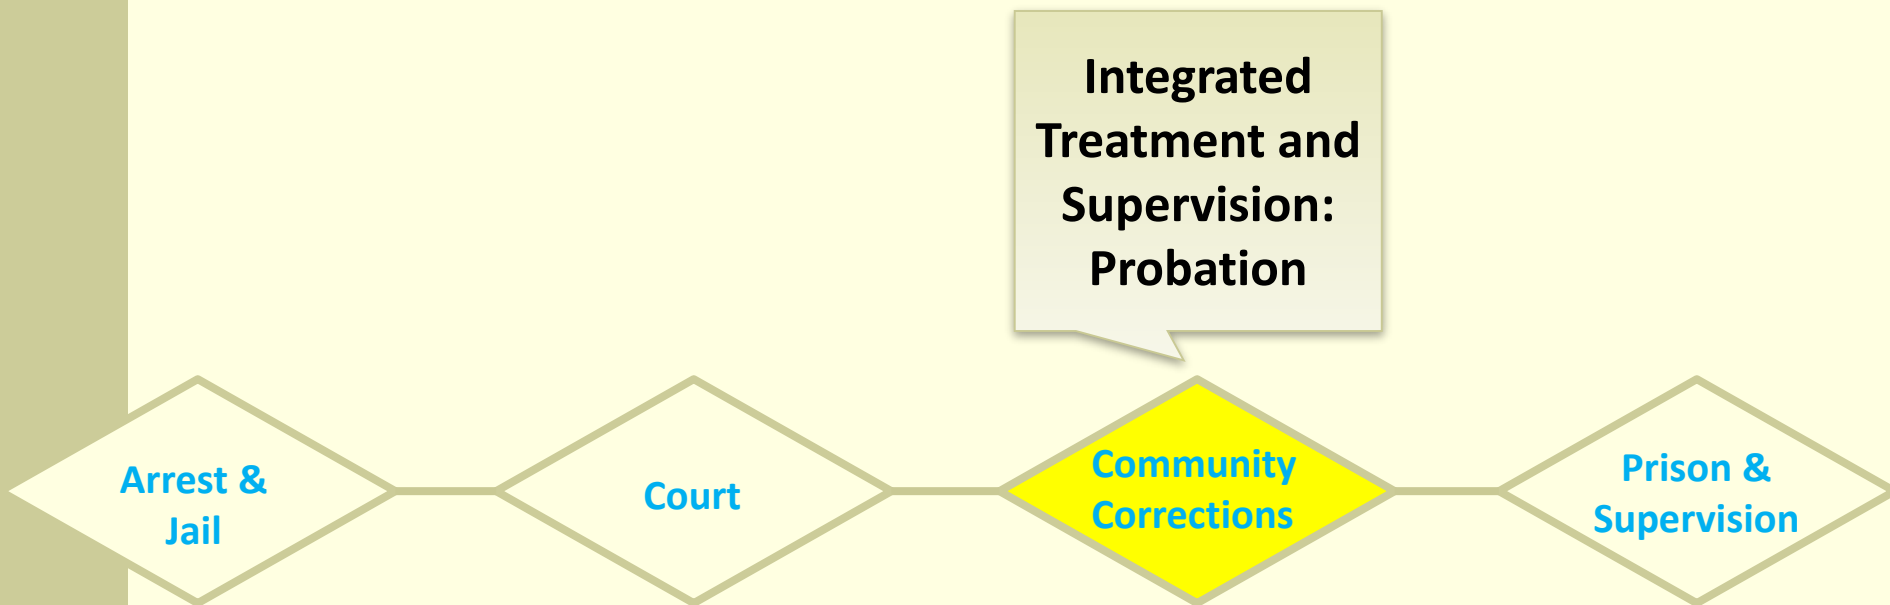 Integrated
Treatment and
Supervision:
Probation
Arrest &
Jail
Court
Community
Corrections
Prison &
Supervision